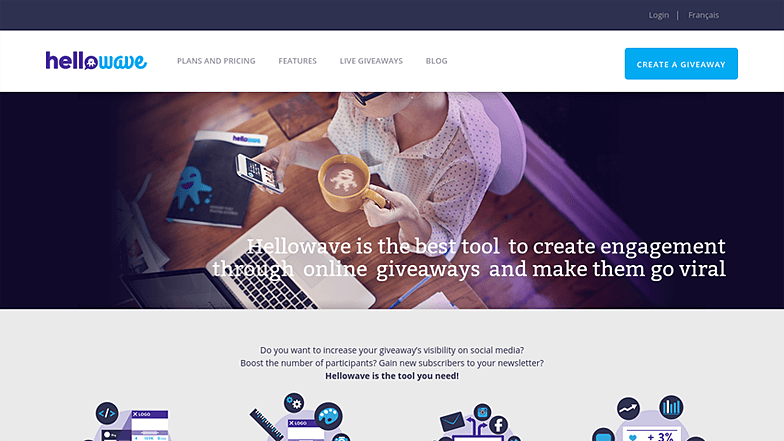 Login | Français
hellowave
PLANS AND PRICING FEATURES LIVE GIVEAWAYS BLOG
CREATE A GIVEAWAY
hellowave
Hellowave is the best tool to create engagement
through online giveaways and make them go viral
Do you want to increase your giveaway's visibility on social media?
Boost the number of participants? Gain new subscribers to your newsletter?
Hellowave is the tool you need!
</> X LOGO
X LOGO
+ 3%